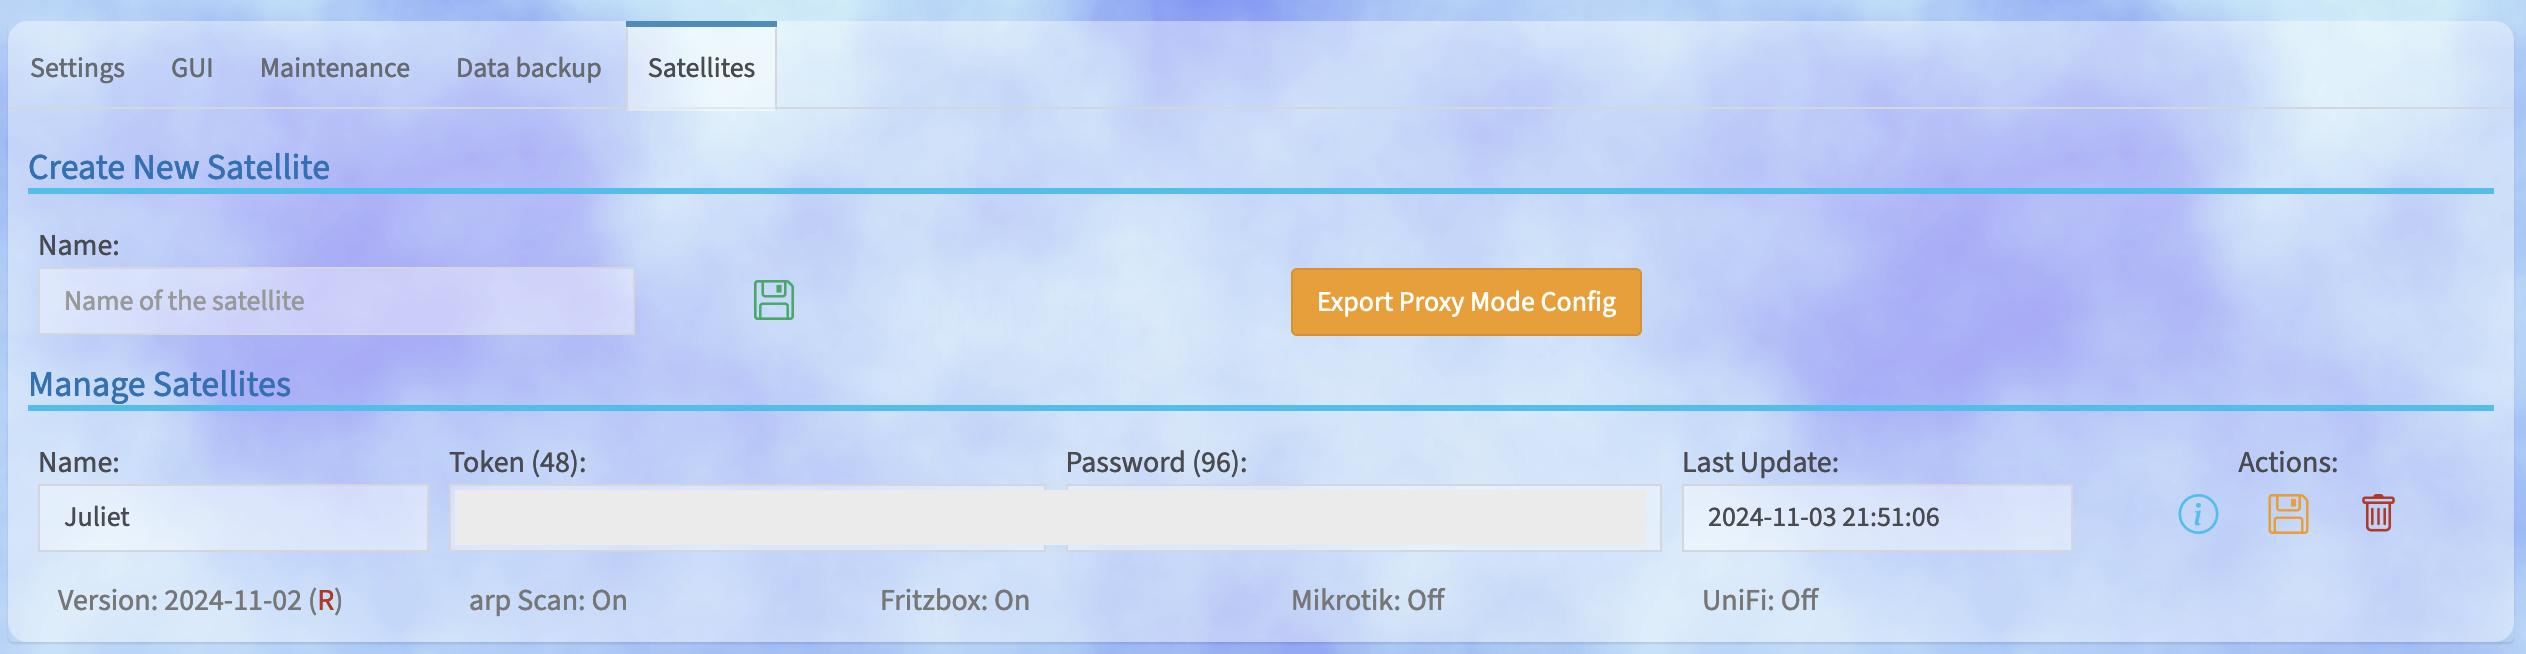 Settings GUI Maintenance Data backup Satellites
Create New Satellite
Name:
Name of the satellite
Export Proxy Mode Config
Manage Satellites
Name: Token (48): Password (96): Last Update: Actions:
Juliet 2024-11-03 21:51:06
Version: 2024-11-02 (R) arp Scan: On Fritzbox: On Mikrotik: Off UniFi: Off